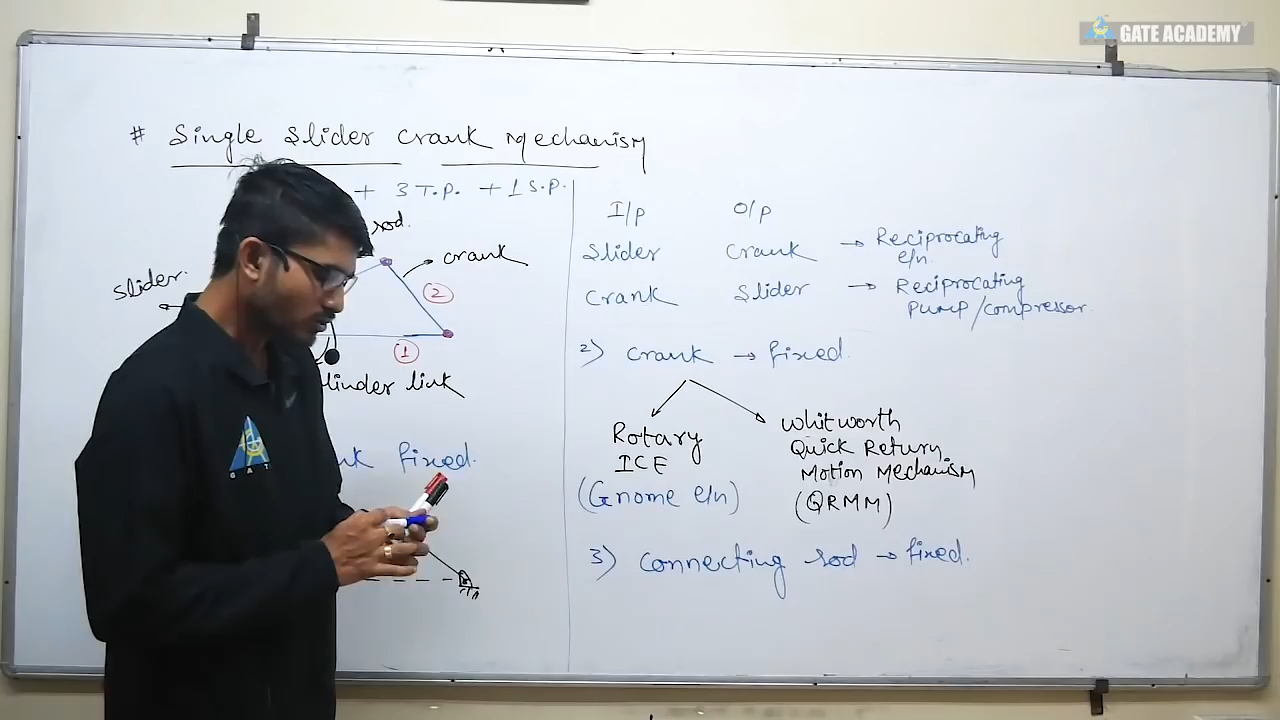 GATE ACADEMY
# Single Slider Crank Mechanism
+ 3 T.P. + 1 S.P.
rod.
crank
slider.
2
1
linder link
nk fixed.
GAT
I/p O/p
Slider Crank → Reciprocating
e/n.
Crank Slider → Reciprocating
Pump/compressor.
2) Crank → fixed.
Rotary
ICE
(Gnome e/n)
Whitworth
Quick Return
Motion Mechanism
(QRMM)
3) Connecting rod → fixed.